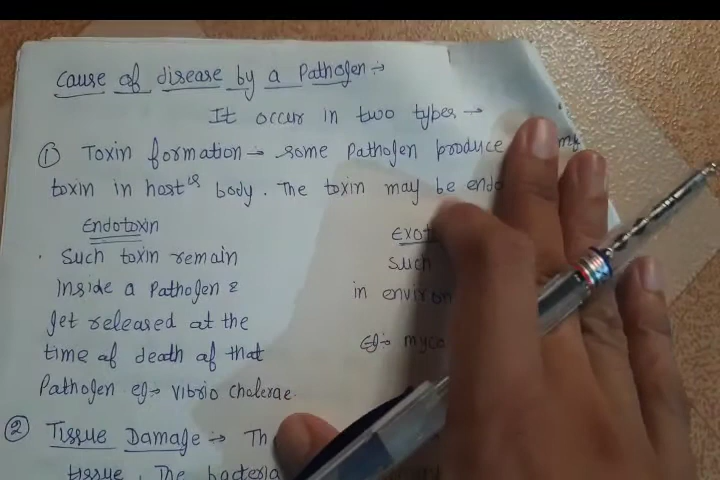 Cause of disease by a Pathogen →
It occur in two types →
① Toxin formation → some Pathogen produce
toxin in host's body. The toxin may be endo
Endotoxin
Such toxin remain
Inside a Pathogen &
get released at the
time of death of that
Pathogen eg→ Vibrio Cholerae.
Exot
Such
in environ
Eg→ myco
② Tissue Damage → Th
tissue. The bacteria